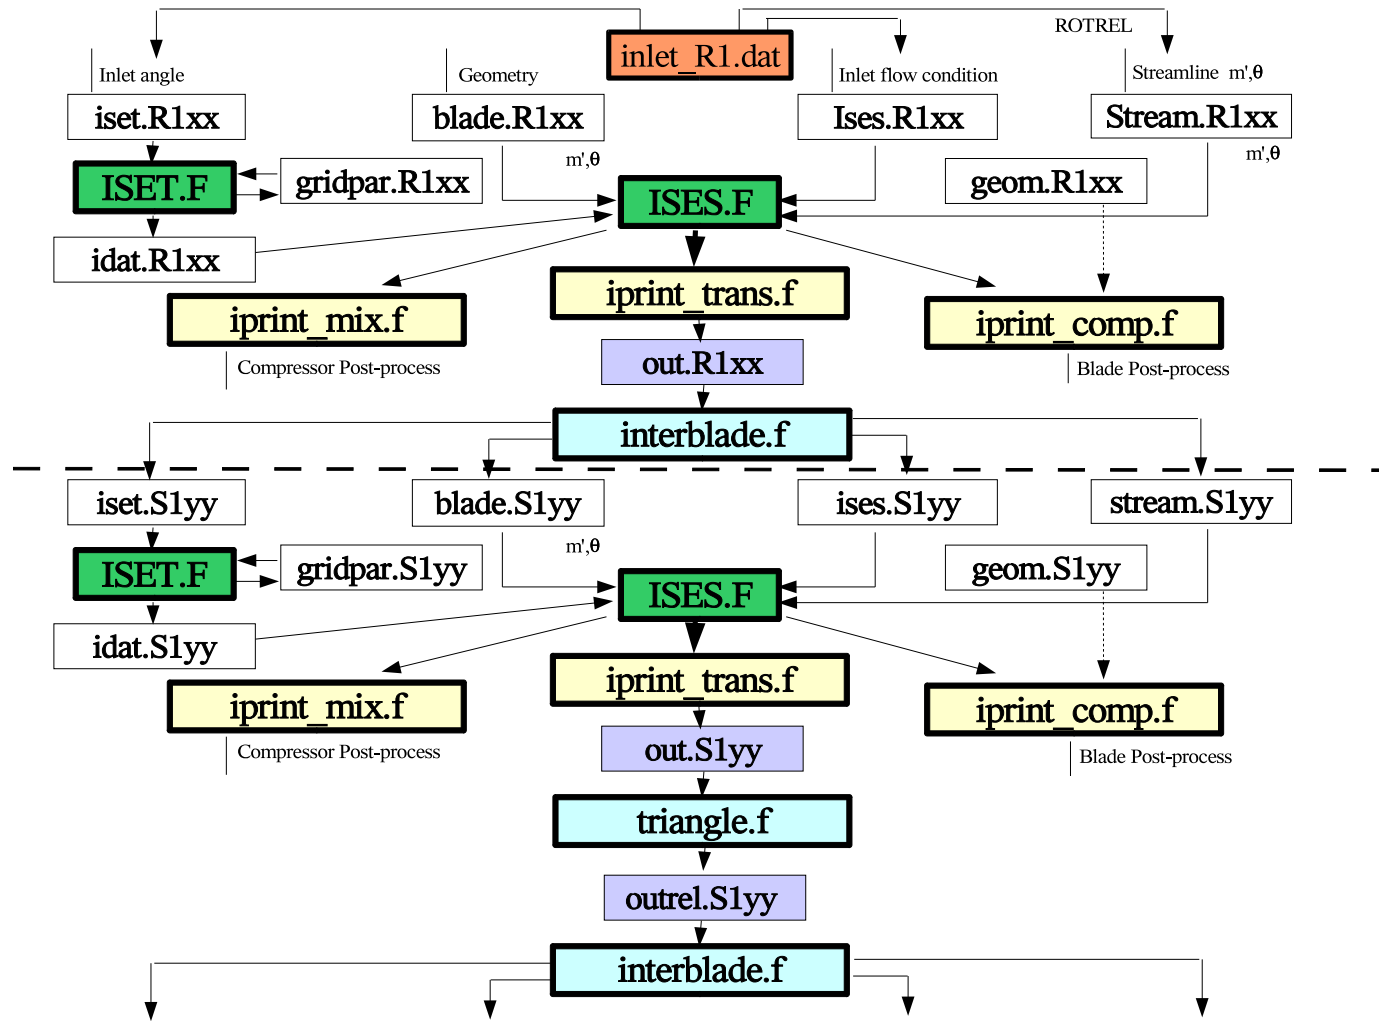 ROTREL
inlet_R1.dat
Inlet angle
Geometry
Inlet flow condition
Streamline m',θ
iset.R1xx
blade.R1xx
Ises.R1xx
Stream.R1xx
m',θ
m',θ
ISET.F
gridpar.R1xx
ISES.F
geom.R1xx
idat.R1xx
iprint_trans.f
iprint_mix.f
iprint_comp.f
Compressor Post-process
out.R1xx
Blade Post-process
interblade.f
iset.S1yy
blade.S1yy
ises.S1yy
stream.S1yy
m',θ
ISET.F
gridpar.S1yy
ISES.F
geom.S1yy
idat.S1yy
iprint_trans.f
iprint_mix.f
iprint_comp.f
Compressor Post-process
out.S1yy
Blade Post-process
triangle.f
outrel.S1yy
interblade.f